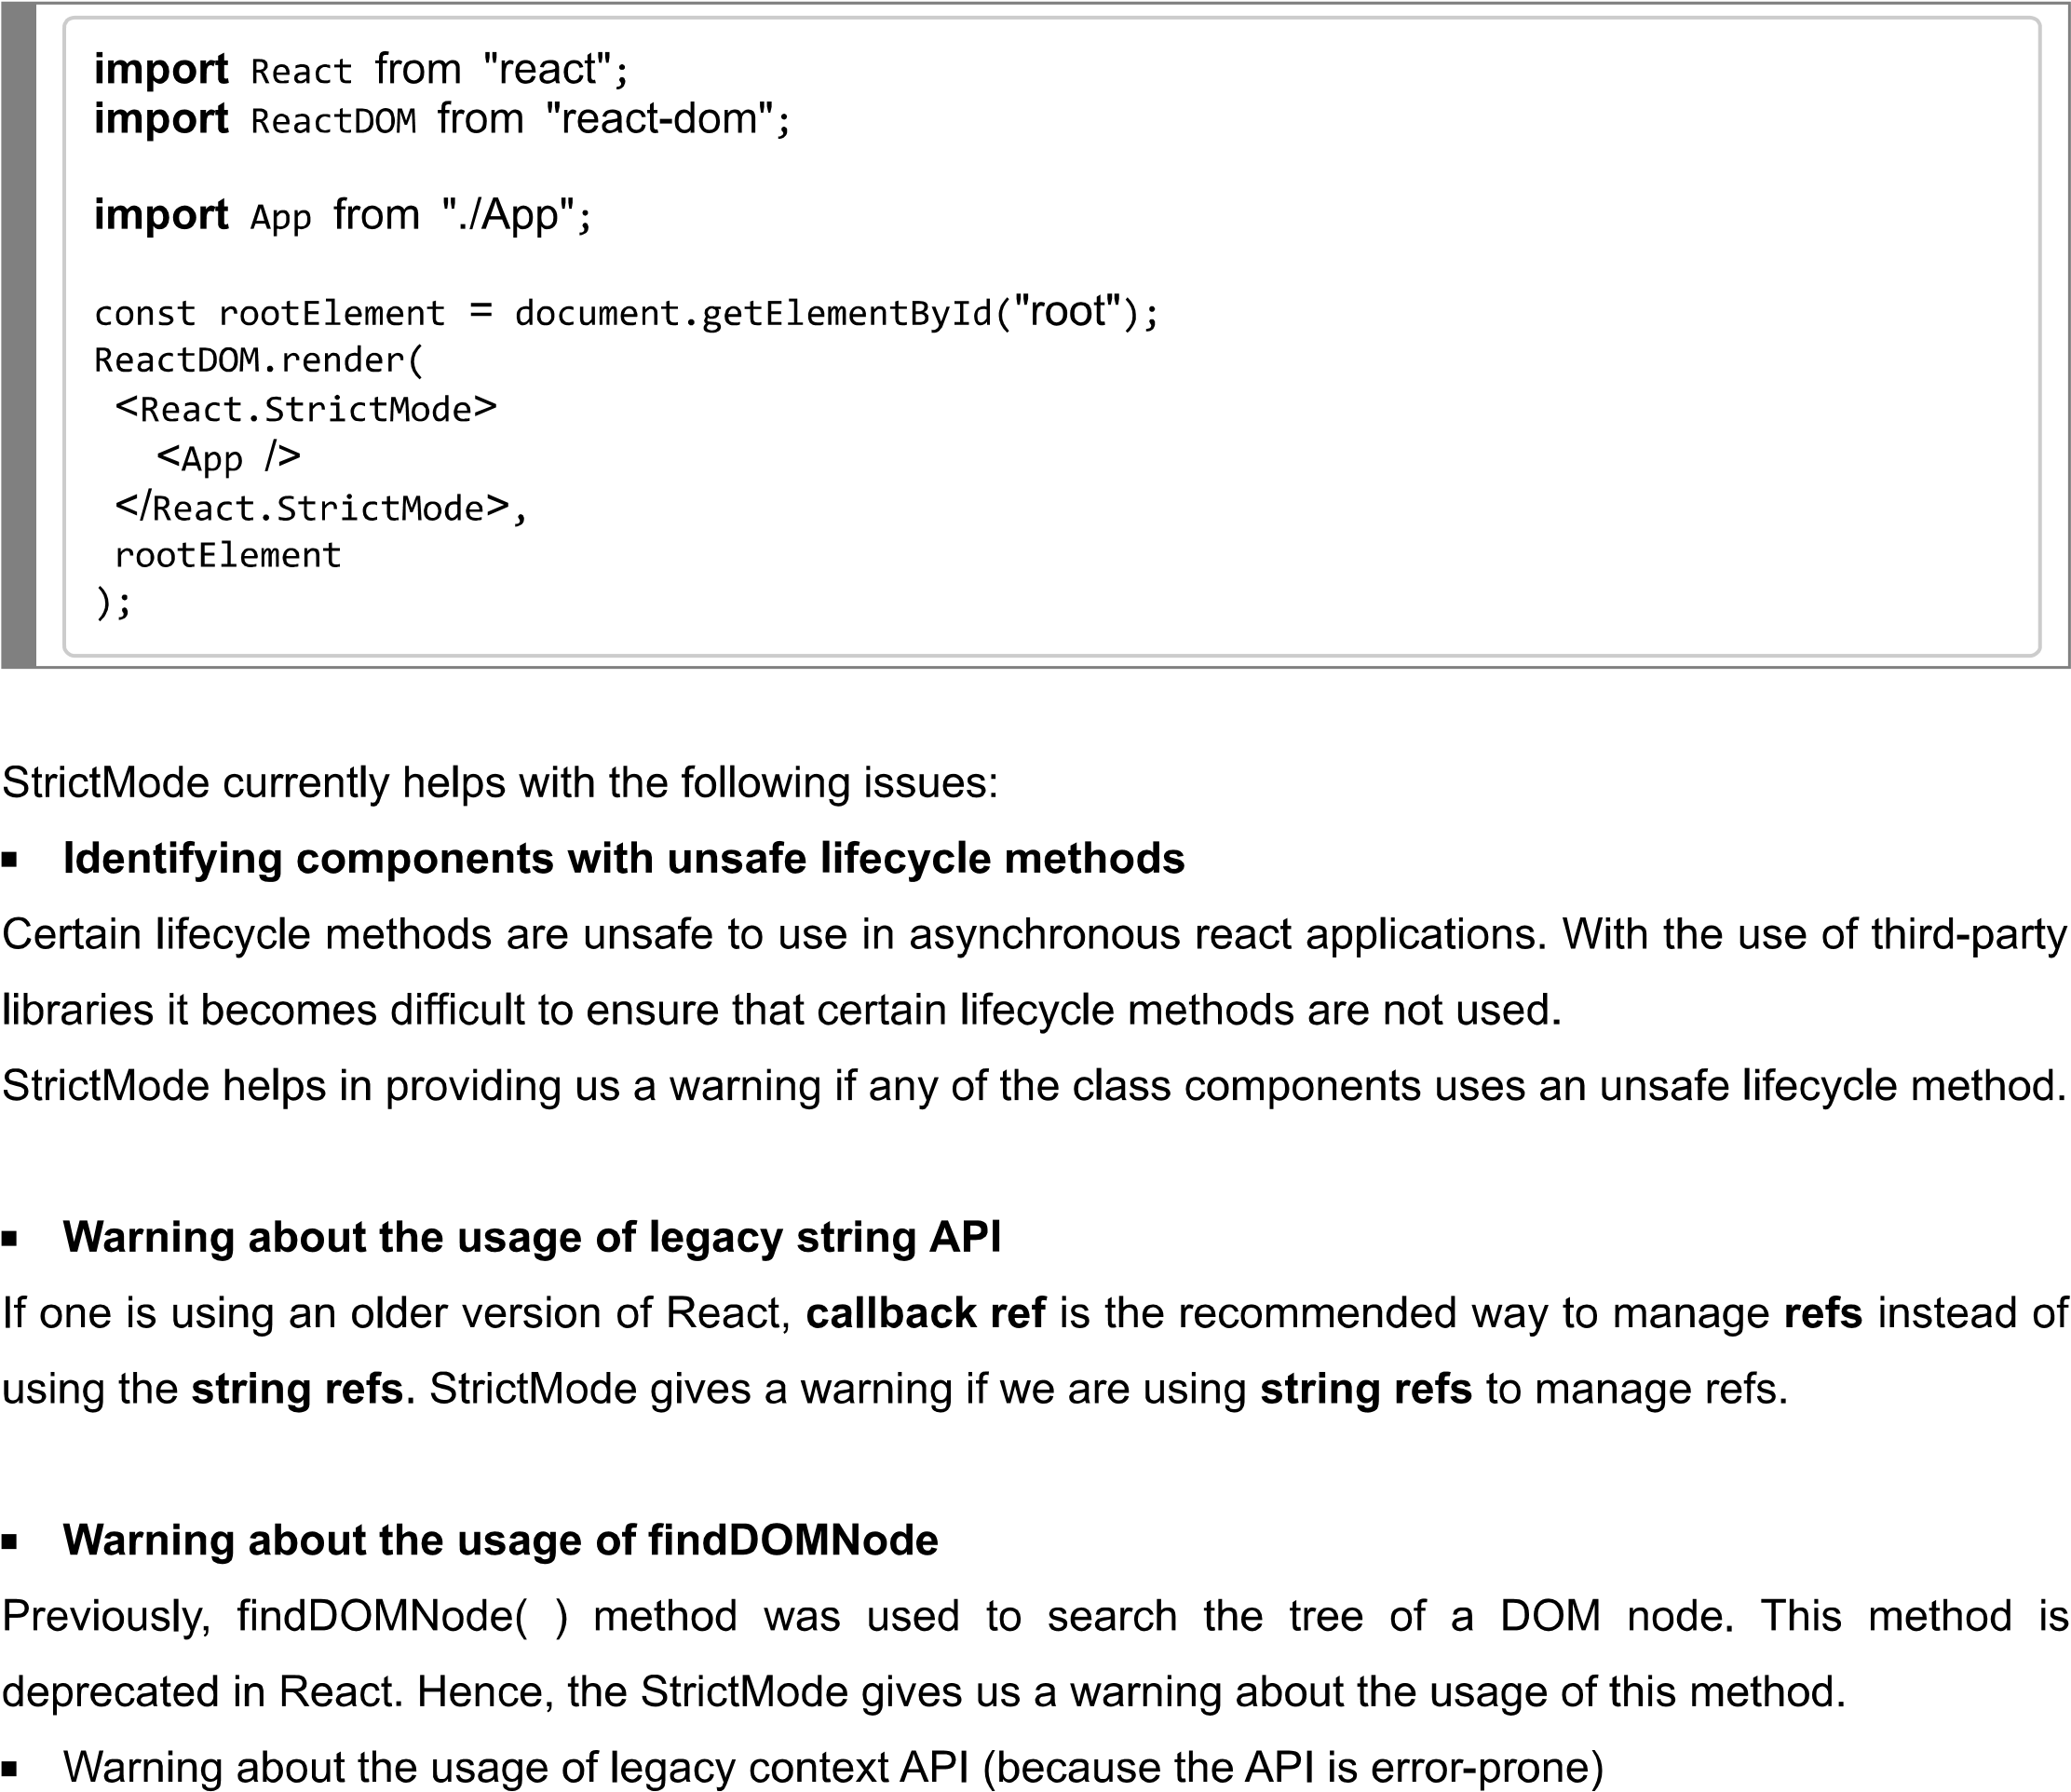 import React from "react";
import ReactDOM from "react-dom";

import App from "./App";

const rootElement = document.getElementById("root");
ReactDOM.render(
 <React.StrictMode>
   <App />
 </React.StrictMode>,
 rootElement
);

StrictMode currently helps with the following issues:
▪ Identifying components with unsafe lifecycle methods
Certain lifecycle methods are unsafe to use in asynchronous react applications. With the use of third-party
libraries it becomes difficult to ensure that certain lifecycle methods are not used.
StrictMode helps in providing us a warning if any of the class components uses an unsafe lifecycle method.

▪ Warning about the usage of legacy string API
If one is using an older version of React, callback ref is the recommended way to manage refs instead of
using the string refs. StrictMode gives a warning if we are using string refs to manage refs.

▪ Warning about the usage of findDOMNode
Previously, findDOMNode( ) method was used to search the tree of a DOM node. This method is
deprecated in React. Hence, the StrictMode gives us a warning about the usage of this method.
▪ Warning about the usage of legacy context API (because the API is error-prone)